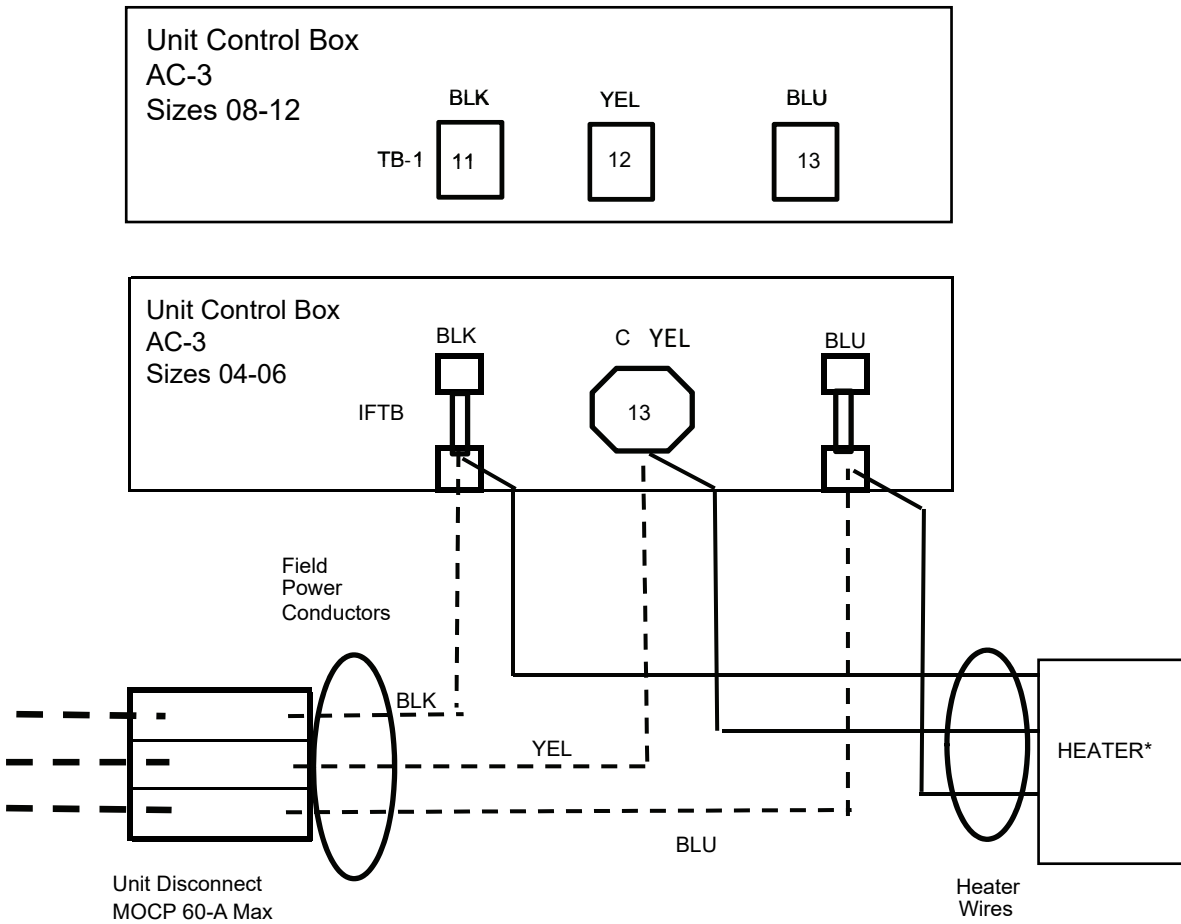 Unit Control Box
AC-3
Sizes 08-12
BLK YEL BLU
TB-1 11 12 13
Unit Control Box
AC-3
Sizes 04-06
BLK C YEL BLU
IFTB 13
Field
Power
Conductors
BLK
YEL
BLU
HEATER*
Unit Disconnect
MOCP 60-A Max
Heater
Wires